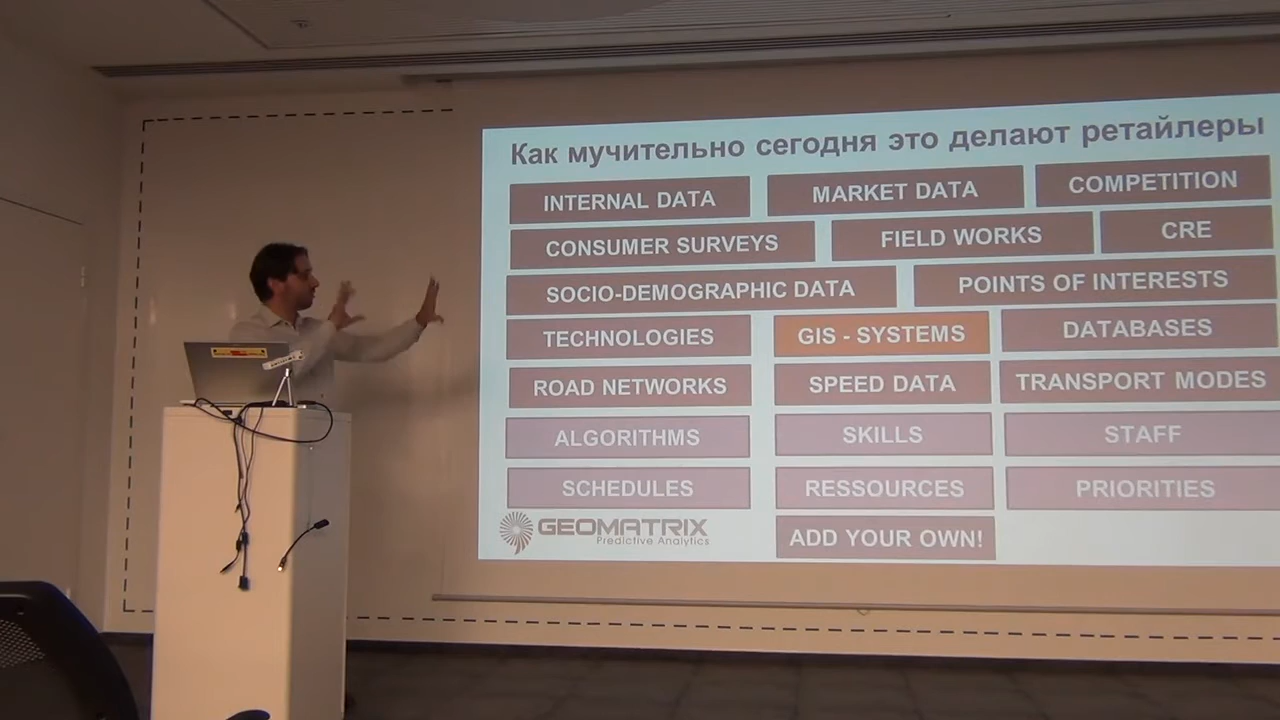 Как мучительно сегодня это делают ретайлеры
INTERNAL DATA MARKET DATA COMPETITION
CONSUMER SURVEYS FIELD WORKS CRE
SOCIO-DEMOGRAPHIC DATA POINTS OF INTERESTS
TECHNOLOGIES GIS - SYSTEMS DATABASES
ROAD NETWORKS SPEED DATA TRANSPORT MODES
ALGORITHMS SKILLS STAFF
SCHEDULES RESSOURCES PRIORITIES
GEOMATRIX ADD YOUR OWN!
Predictive Analytics